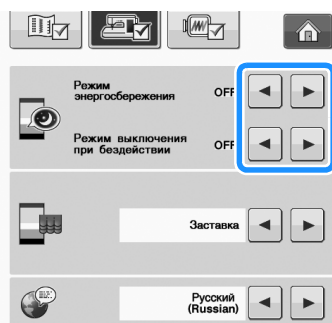 Режим
энергосбережения OFF
Режим выключения
при бездействии OFF
Заставка
Русский
(Russian)